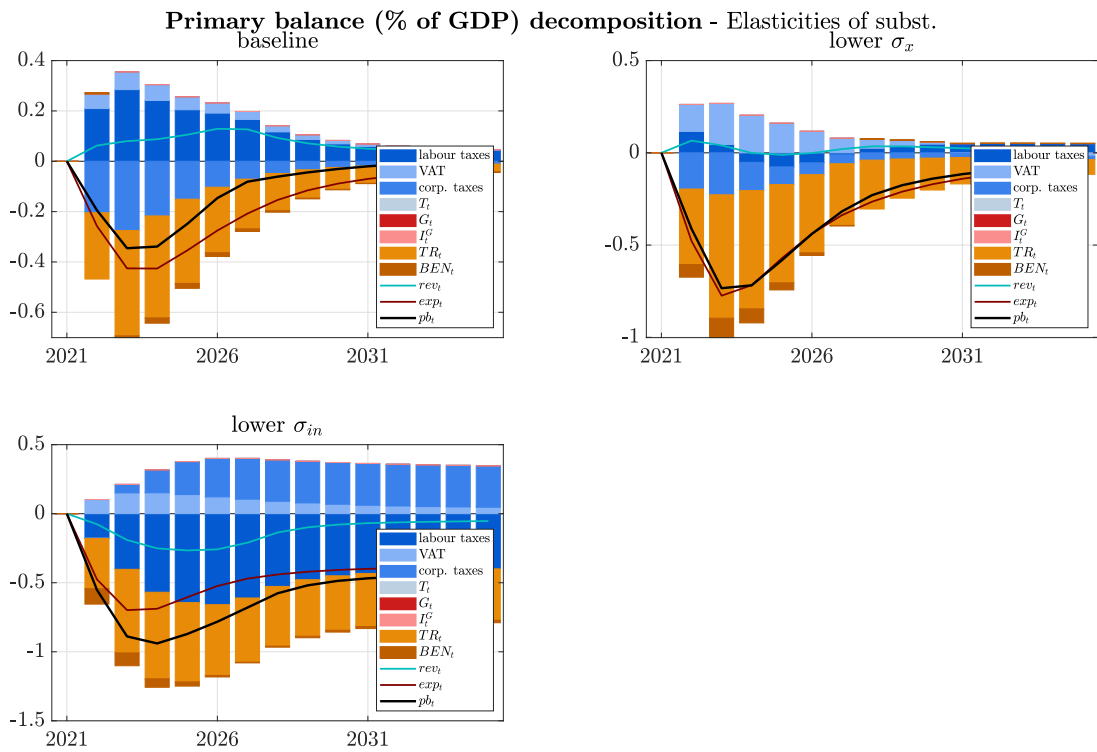 Primary balance (% of GDP) decomposition - Elasticities of subst.
baseline
0.4
0.2
0
-0.2
-0.4
-0.6
2021
2026
2031
labour taxes
VAT
corp. taxes
T_t
G_t
I_t^G
TR_t
BEN_t
rev_t
exp_t
pb_t
lower σ_x
0.5
0
-0.5
-1
2021
2026
2031
labour taxes
VAT
corp. taxes
T_t
G_t
I_t^G
TR_t
BEN_t
rev_t
exp_t
pb_t
lower σ_in
0.5
0
-0.5
-1
-1.5
2021
2026
2031
labour taxes
VAT
corp. taxes
T_t
G_t
I_t^G
TR_t
BEN_t
rev_t
exp_t
pb_t